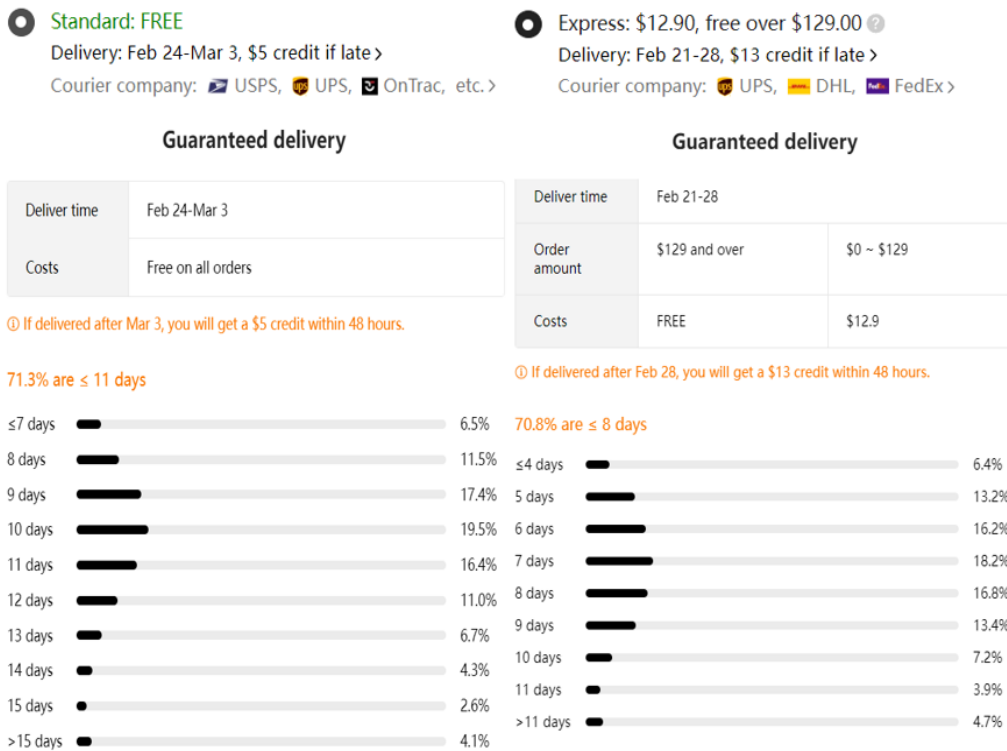 Standard: FREE
Delivery: Feb 24-Mar 3, $5 credit if late >
Courier company: USPS, ups UPS, OnTrac, etc. >
Guaranteed delivery
Deliver time Feb 24-Mar 3
Costs Free on all orders
If delivered after Mar 3, you will get a $5 credit within 48 hours.
71.3% are ≤ 11 days
≤7 days 6.5%
8 days 11.5%
9 days 17.4%
10 days 19.5%
11 days 16.4%
12 days 11.0%
13 days 6.7%
14 days 4.3%
15 days 2.6%
>15 days 4.1%
Express: $12.90, free over $129.00 ?
Delivery: Feb 21-28, $13 credit if late >
Courier company: ups UPS, DHL, FedEx FedEx >
Guaranteed delivery
Deliver time Feb 21-28
Order amount $129 and over $0 ~ $129
Costs FREE $12.9
If delivered after Feb 28, you will get a $13 credit within 48 hours.
70.8% are ≤ 8 days
≤4 days 6.4%
5 days 13.2%
6 days 16.2%
7 days 18.2%
8 days 16.8%
9 days 13.4%
10 days 7.2%
11 days 3.9%
>11 days 4.7%